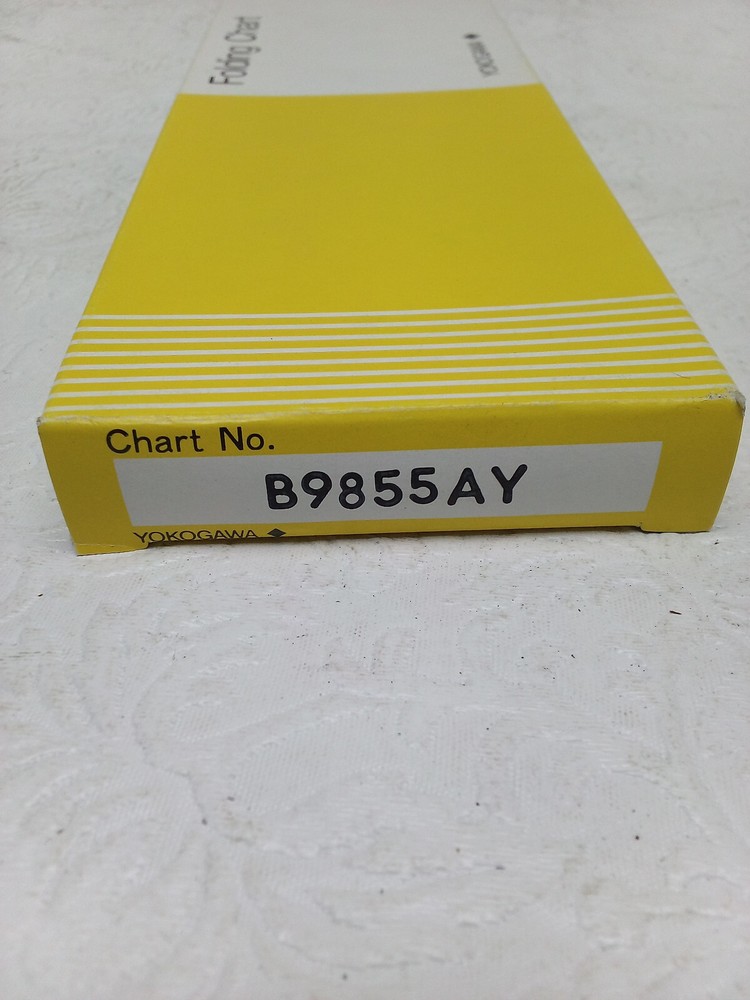 Folding Chart
YOKOGAWA ◆
Chart No.
B9855AY
YOKOGAWA ◆